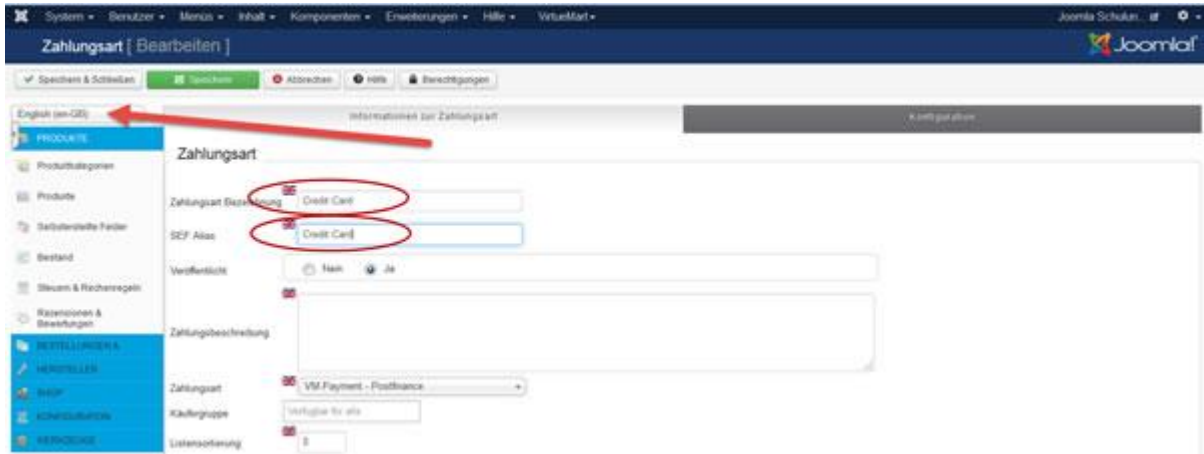 System Benutzer Menüs Inhalt Komponenten Erweiterungen Hilfe VirtueMart Joomla Schulun...
Zahlungsart [ Bearbeiten ] Joomla!
Speichern & Schließen Speichern Abbrechen Hilfe Berechtigungen
English (en-GB) Informationen zur Zahlungsart Konfiguration
PRODUKTE
Zahlungsart
Produktkategorien
Produkte
Zahlungsart Bezeichnung Credit Card
Selbsterstellte Felder
SEF Alias Credit Card
Bestand
Veröffentlicht Nein Ja
Steuern & Rechenregeln
Rezensionen &
Bewertungen
Zahlungsbeschreibung
BESTELLUNGEN &
HERSTELLER
SHOP
Zahlungsart VM Payment - Postfinance
KONFIGURATION
Käufergruppe Verfügbar für alle
WERKZEUGE
Listensortierung 0